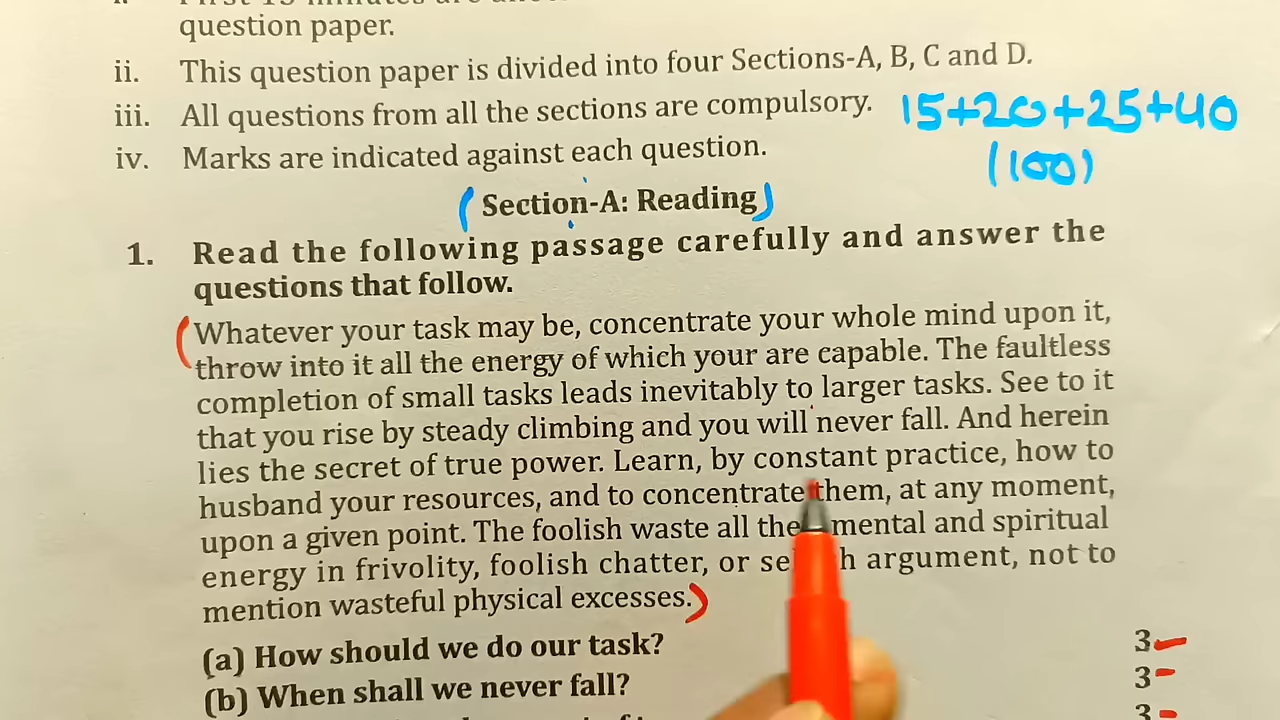 First 15 minutes are
question paper.
ii. This question paper is divided into four Sections-A, B, C and D.
iii. All questions from all the sections are compulsory. 15+20+25+40
iv. Marks are indicated against each question. (100)
(Section-A: Reading)
1. Read the following passage carefully and answer the
questions that follow.
(Whatever your task may be, concentrate your whole mind upon it,
throw into it all the energy of which your are capable. The faultless
completion of small tasks leads inevitably to larger tasks. See to it
that you rise by steady climbing and you will never fall. And herein
lies the secret of true power. Learn, by constant practice, how to
husband your resources, and to concentrate them, at any moment,
upon a given point. The foolish waste all the mental and spiritual
energy in frivolity, foolish chatter, or argument, not to
mention wasteful physical excesses.)
(a) How should we do our task? 3
(b) When shall we never fall? 3
3